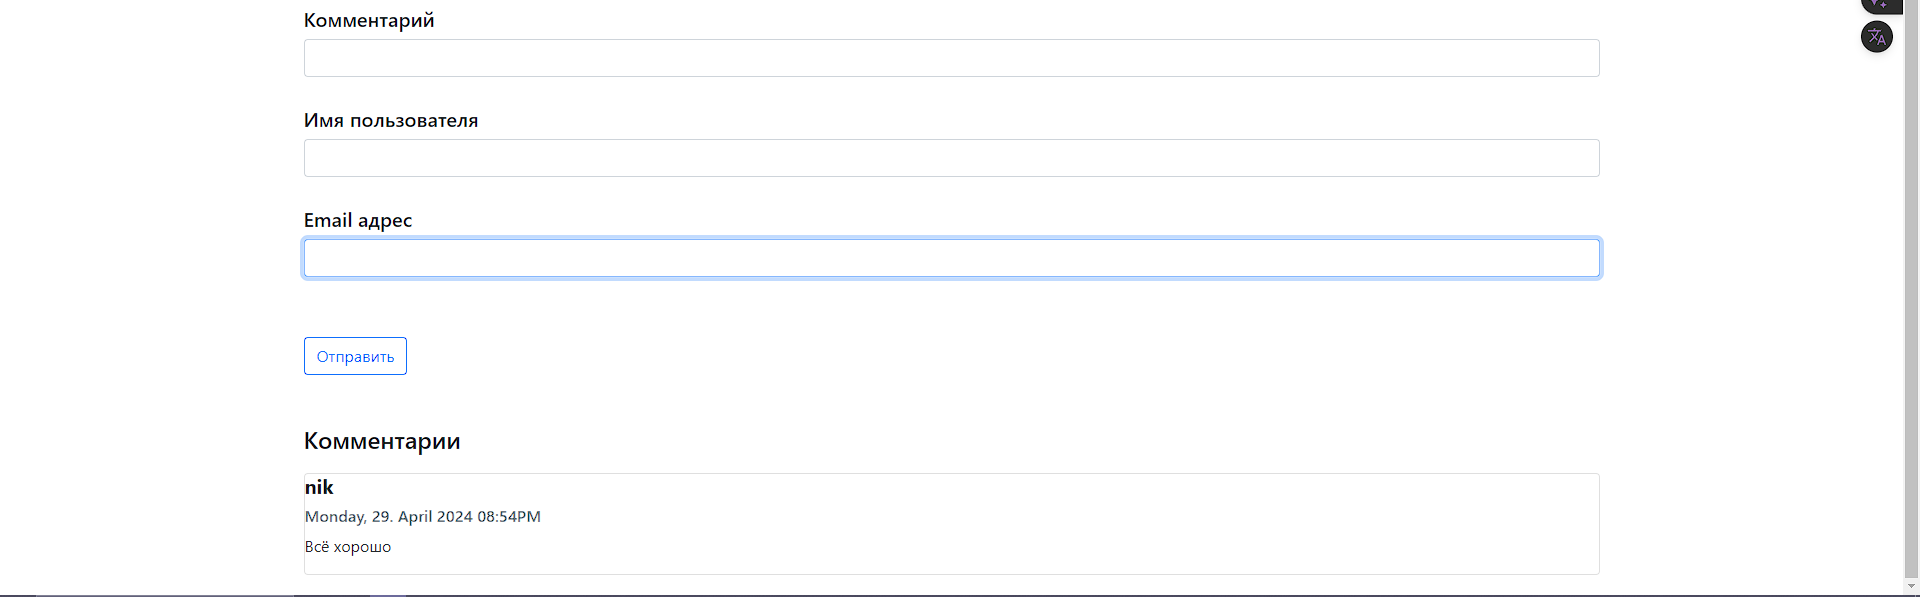 Комментарий
Имя пользователя
Email адрес
Отправить
Комментарии
nik
Monday, 29. April 2024 08:54PM
Всё хорошо